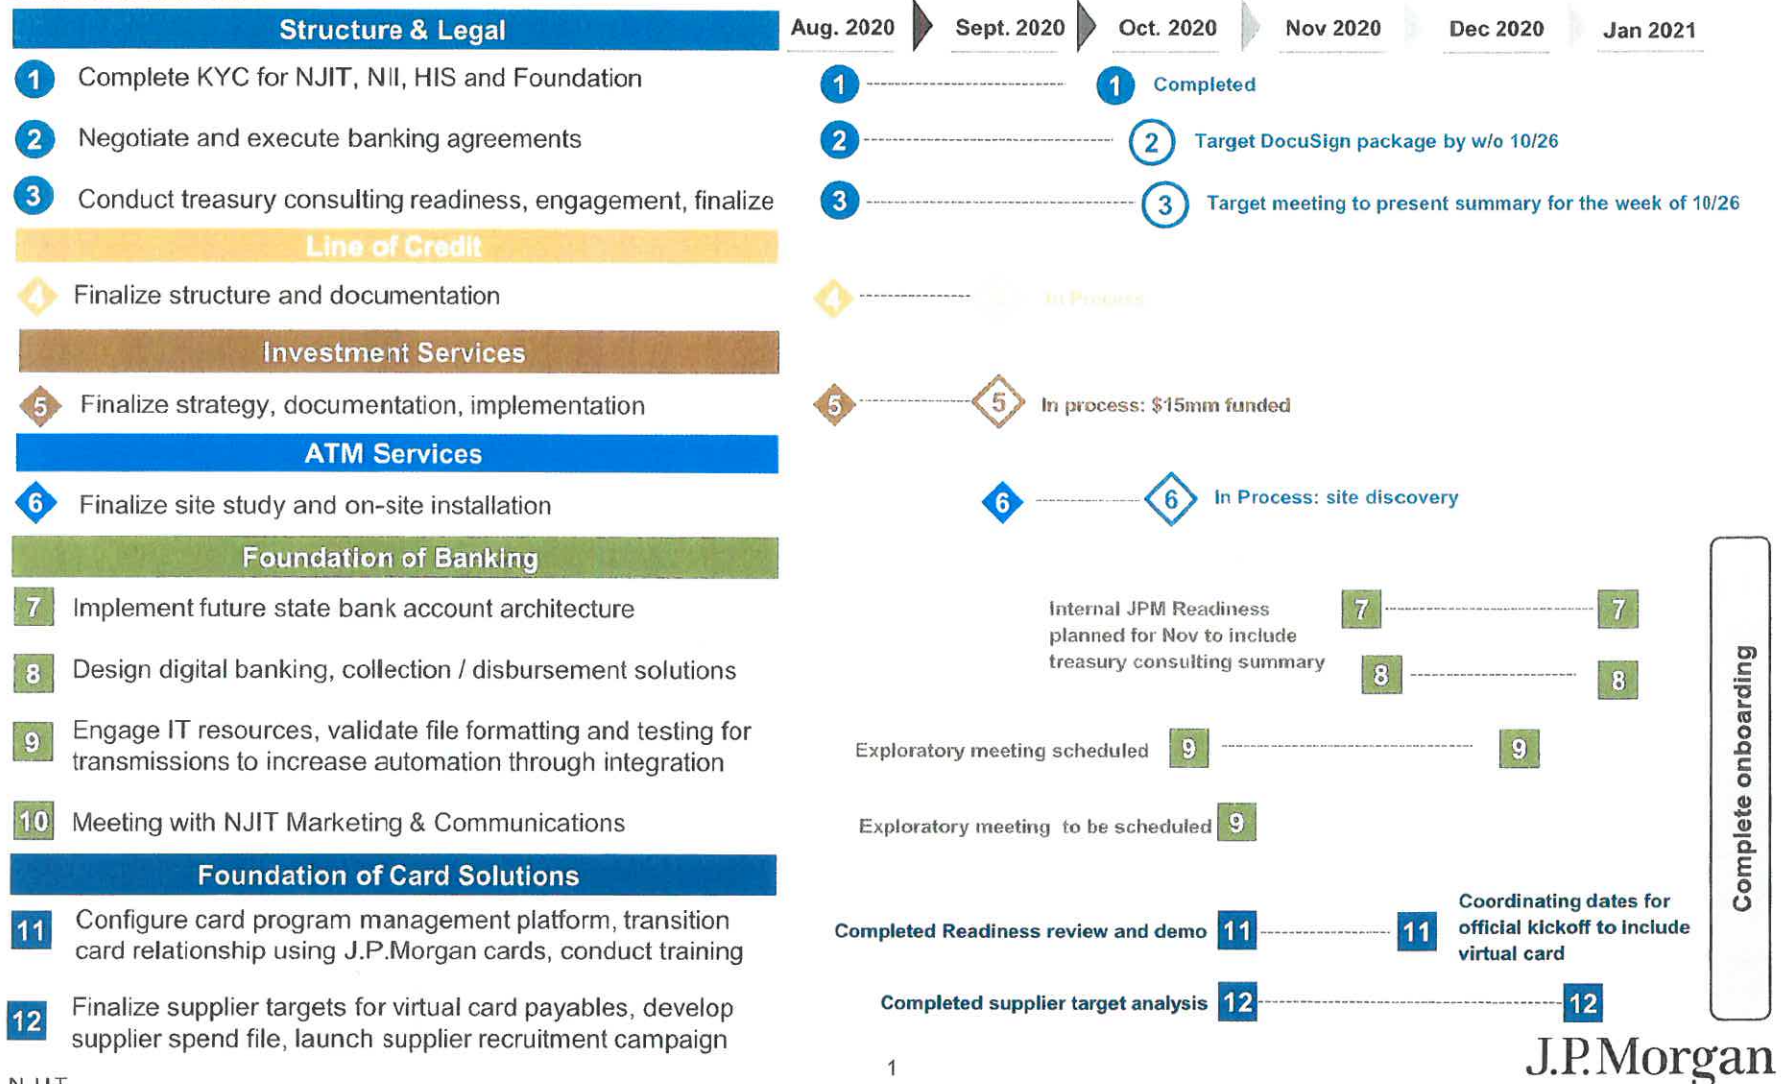 Structure & Legal
Aug. 2020 Sept. 2020 Oct. 2020 Nov 2020 Dec 2020 Jan 2021
1 Complete KYC for NJIT, NII, HIS and Foundation 1 1 Completed
2 Negotiate and execute banking agreements 2 2 Target DocuSign package by w/o 10/26
3 Conduct treasury consulting readiness, engagement, finalize 3 3 Target meeting to present summary for the week of 10/26
Line of Credit
4 Finalize structure and documentation 4 In Process
Investment Services
5 Finalize strategy, documentation, implementation 5 5 In process: $15mm funded
ATM Services
6 Finalize site study and on-site installation 6 6 In Process: site discovery
Foundation of Banking
7 Implement future state bank account architecture
Internal JPM Readiness
planned for Nov to include
treasury consulting summary
7 7
8 Design digital banking, collection / disbursement solutions 8 8
9 Engage IT resources, validate file formatting and testing for
transmissions to increase automation through integration
Exploratory meeting scheduled 9 9
10 Meeting with NJIT Marketing & Communications
Exploratory meeting to be scheduled 9
Foundation of Card Solutions
11 Configure card program management platform, transition
card relationship using J.P.Morgan cards, conduct training
Completed Readiness review and demo 11 11
Coordinating dates for
official kickoff to include
virtual card
12 Finalize supplier targets for virtual card payables, develop
supplier spend file, launch supplier recruitment campaign
Completed supplier target analysis 12 12
Complete onboarding
1
J.P.Morgan